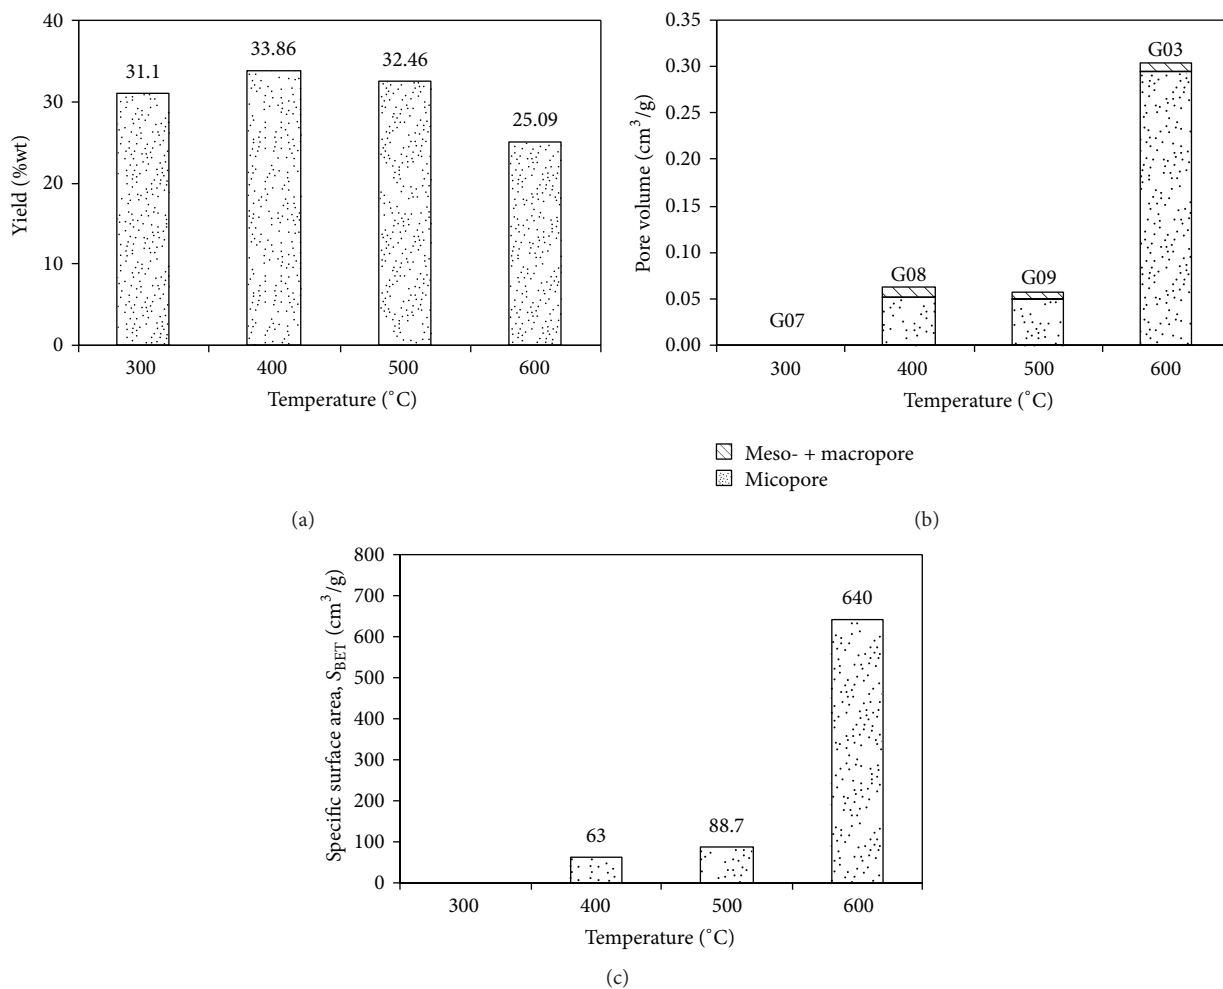 40
30
20
10
0
Yield (%wt)
31.1
33.86
32.46
25.09
300
400
500
600
Temperature (˚C)
(a)
0.35
0.30
0.25
0.20
0.15
0.10
0.05
0.00
Pore volume (cm³/g)
G07
G08
G09
G03
300
400
500
600
Temperature (˚C)
Meso- + macropore
Micopore
(b)
800
700
600
500
400
300
200
100
0
Specific surface area, S_BET (cm³/g)
63
88.7
640
300
400
500
600
Temperature (˚C)
(c)